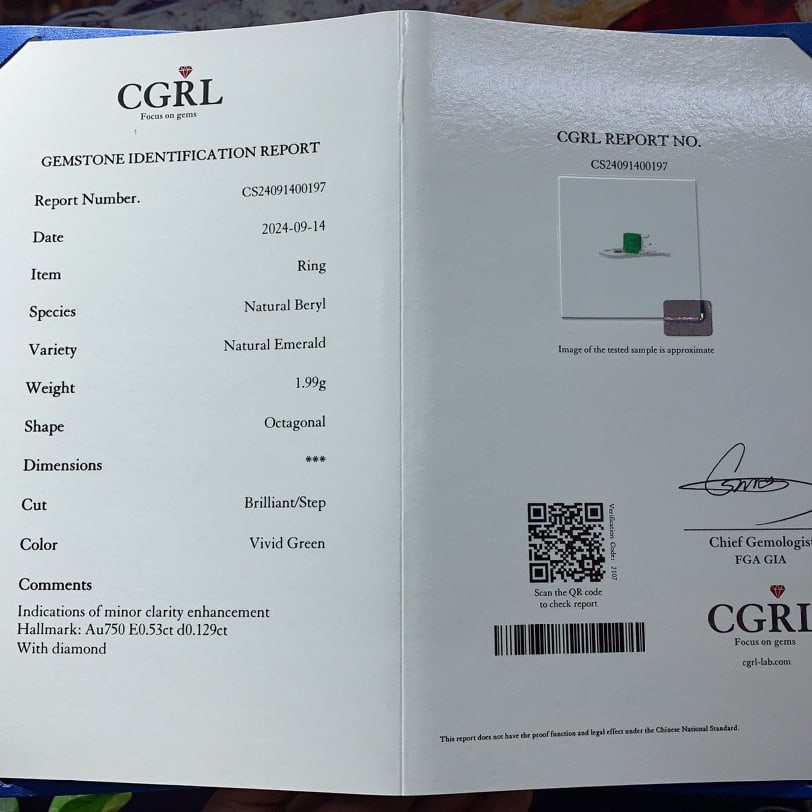 CGRL
Focus on gems
GEMSTONE IDENTIFICATION REPORT
Report Number. CS24091400197
Date 2024-09-14
Item Ring
Species Natural Beryl
Variety Natural Emerald
Weight 1.99g
Shape Octagonal
Dimensions ***
Cut Brilliant/Step
Color Vivid Green
Comments
Indications of minor clarity enhancement
Hallmark: Au750 E0.53ct d0.129ct
With diamond
CGRL REPORT NO.
CS24091400197
Image of the tested sample is approximate
Verification Code: 2107
Scan the QR code
to check report
Chief Gemologist
FGA GIA
CGRL
Focus on gems
cgrl-lab.com
This report does not have the proof function and legal effect under the Chinese National Standard.